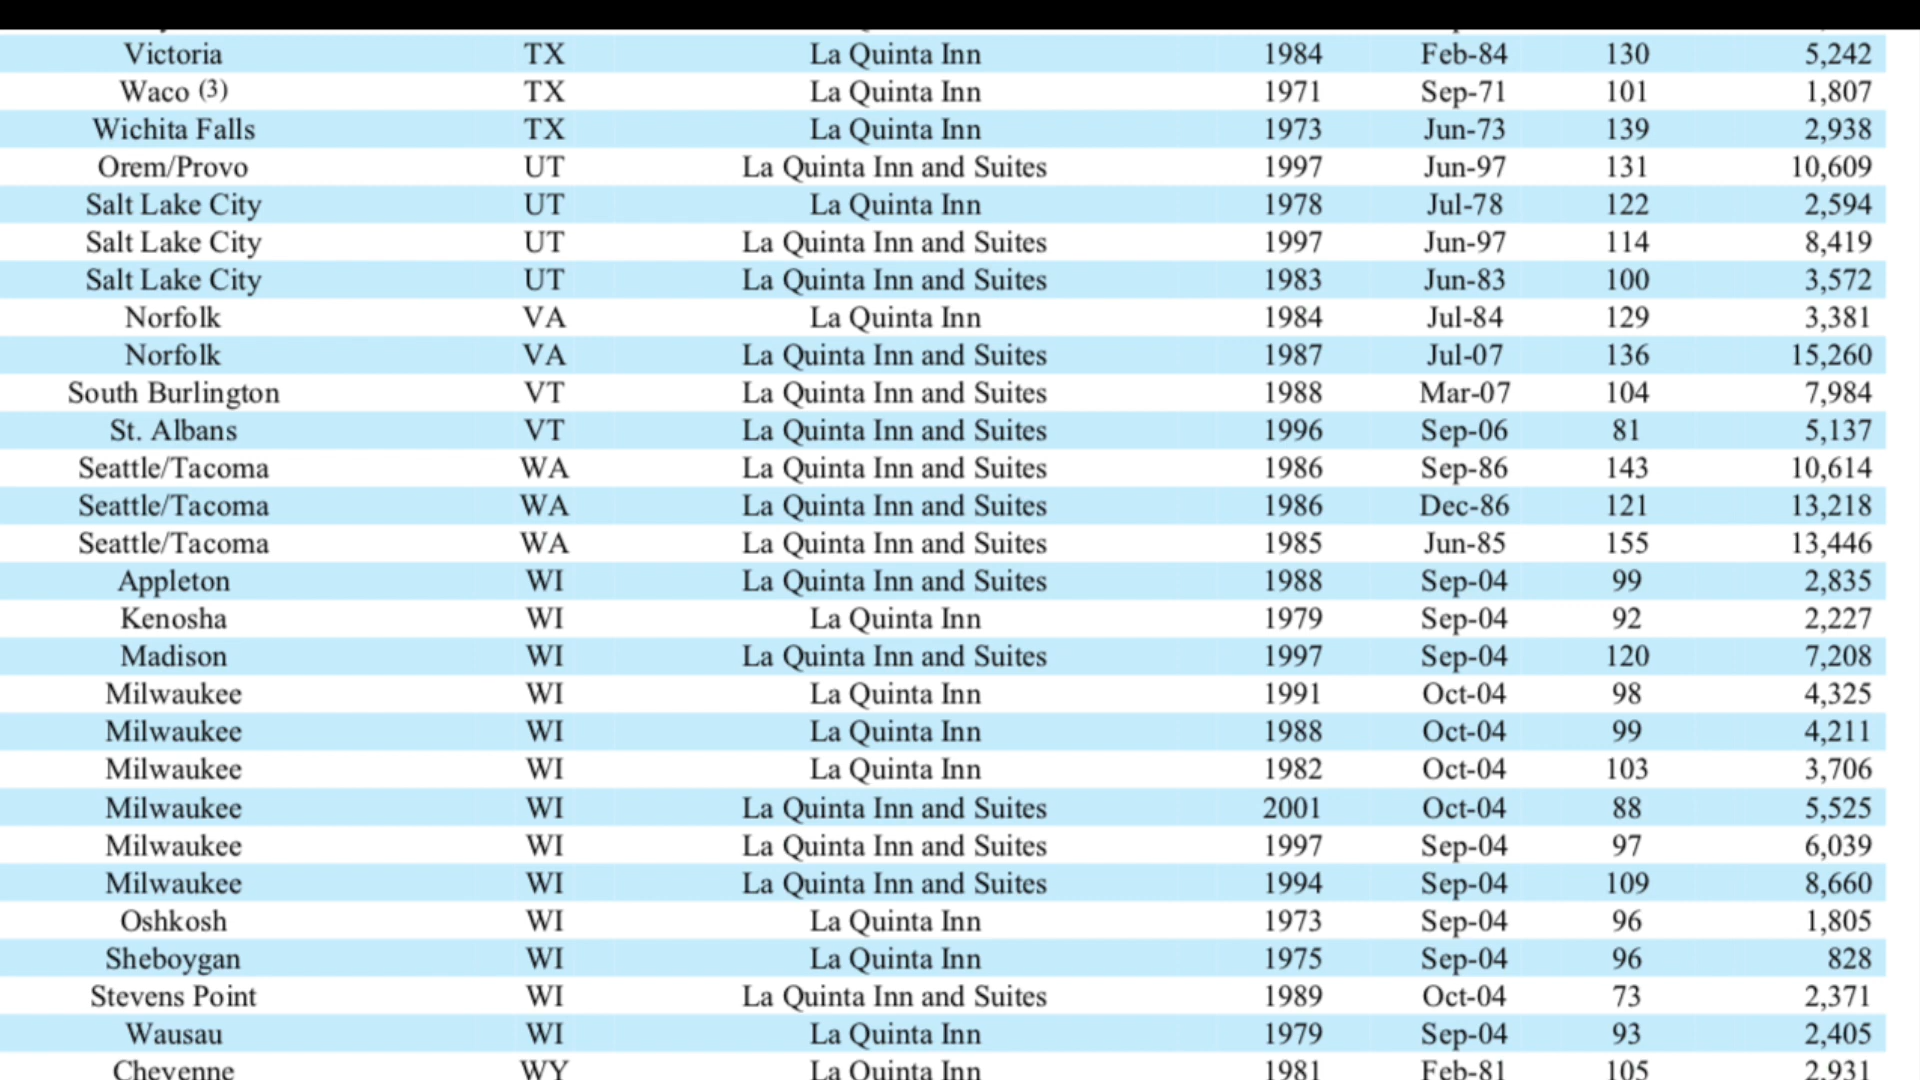 Victoria TX La Quinta Inn 1984 Feb-84 130 5,242
Waco (3) TX La Quinta Inn 1971 Sep-71 101 1,807
Wichita Falls TX La Quinta Inn 1973 Jun-73 139 2,938
Orem/Provo UT La Quinta Inn and Suites 1997 Jun-97 131 10,609
Salt Lake City UT La Quinta Inn 1978 Jul-78 122 2,594
Salt Lake City UT La Quinta Inn and Suites 1997 Jun-97 114 8,419
Salt Lake City UT La Quinta Inn and Suites 1983 Jun-83 100 3,572
Norfolk VA La Quinta Inn 1984 Jul-84 129 3,381
Norfolk VA La Quinta Inn and Suites 1987 Jul-07 136 15,260
South Burlington VT La Quinta Inn and Suites 1988 Mar-07 104 7,984
St. Albans VT La Quinta Inn and Suites 1996 Sep-06 81 5,137
Seattle/Tacoma WA La Quinta Inn and Suites 1986 Sep-86 143 10,614
Seattle/Tacoma WA La Quinta Inn and Suites 1986 Dec-86 121 13,218
Seattle/Tacoma WA La Quinta Inn and Suites 1985 Jun-85 155 13,446
Appleton WI La Quinta Inn and Suites 1988 Sep-04 99 2,835
Kenosha WI La Quinta Inn 1979 Sep-04 92 2,227
Madison WI La Quinta Inn and Suites 1997 Sep-04 120 7,208
Milwaukee WI La Quinta Inn 1991 Oct-04 98 4,325
Milwaukee WI La Quinta Inn 1988 Oct-04 99 4,211
Milwaukee WI La Quinta Inn 1982 Oct-04 103 3,706
Milwaukee WI La Quinta Inn and Suites 2001 Oct-04 88 5,525
Milwaukee WI La Quinta Inn and Suites 1997 Sep-04 97 6,039
Milwaukee WI La Quinta Inn and Suites 1994 Sep-04 109 8,660
Oshkosh WI La Quinta Inn 1973 Sep-04 96 1,805
Sheboygan WI La Quinta Inn 1975 Sep-04 96 828
Stevens Point WI La Quinta Inn and Suites 1989 Oct-04 73 2,371
Wausau WI La Quinta Inn 1979 Sep-04 93 2,405
Cheyenne WY La Quinta Inn 1981 Feb-81 105 2,931